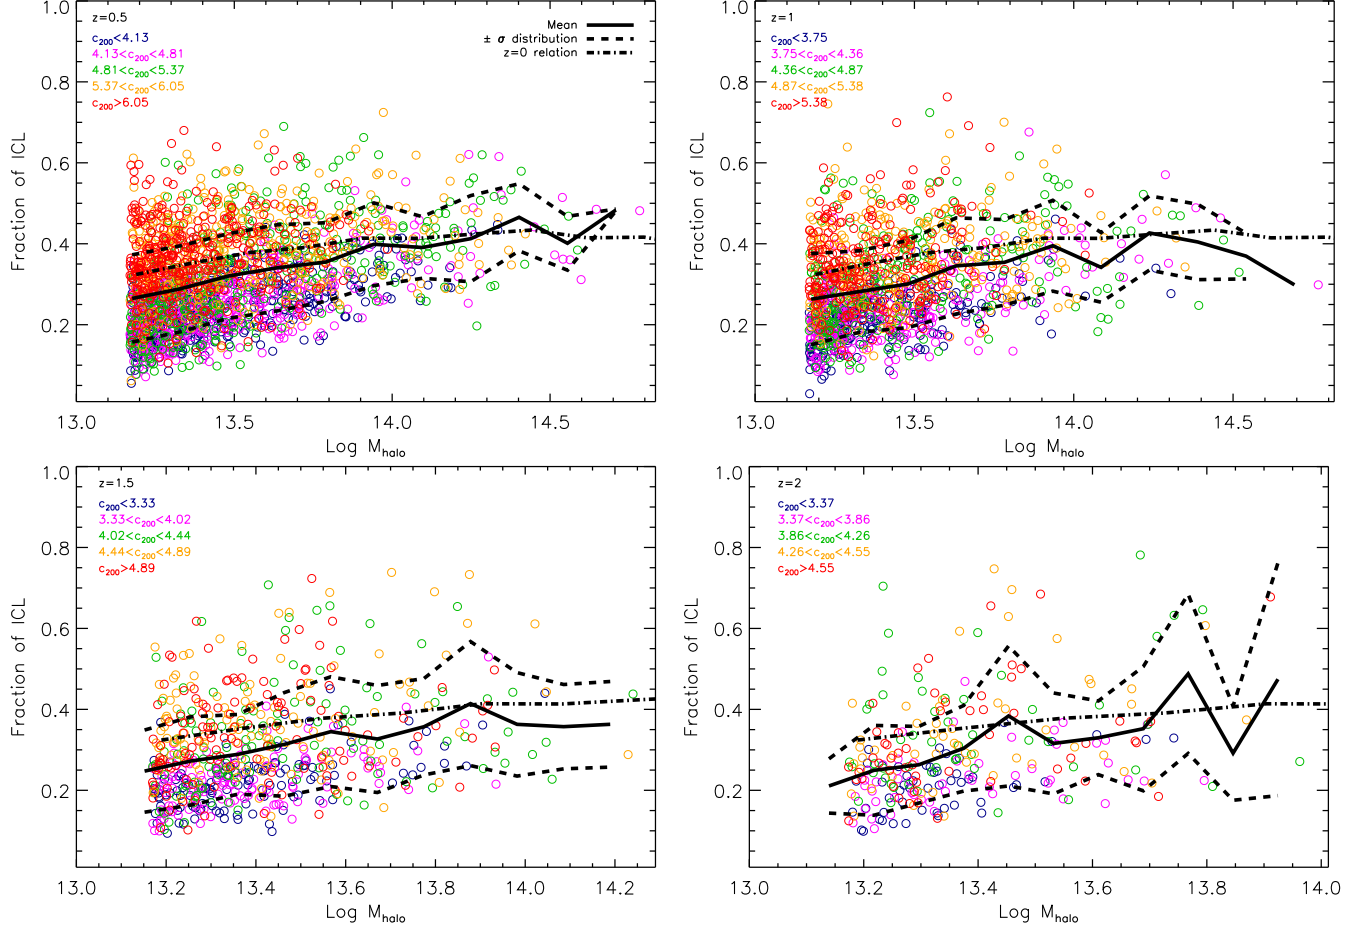 z=0.5
c200<4.13
4.13<c200<4.81
4.81<c200<5.37
5.37<c200<6.05
c200>6.05
Mean
± σ distribution
z=0 relation
1.0
0.8
0.6
0.4
0.2
Fraction of ICL
13.0 13.5 14.0 14.5
Log Mhalo
z=1
c200<3.75
3.75<c200<4.36
4.36<c200<4.87
4.87<c200<5.38
c200>5.38
1.0
0.8
0.6
0.4
0.2
Fraction of ICL
13.0 13.5 14.0 14.5
Log Mhalo
z=1.5
c200<3.33
3.33<c200<4.02
4.02<c200<4.44
4.44<c200<4.89
c200>4.89
1.0
0.8
0.6
0.4
0.2
Fraction of ICL
13.0 13.2 13.4 13.6 13.8 14.0 14.2
Log Mhalo
z=2
c200<3.37
3.37<c200<3.86
3.86<c200<4.26
4.26<c200<4.55
c200>4.55
1.0
0.8
0.6
0.4
0.2
Fraction of ICL
13.0 13.2 13.4 13.6 13.8 14.0
Log Mhalo